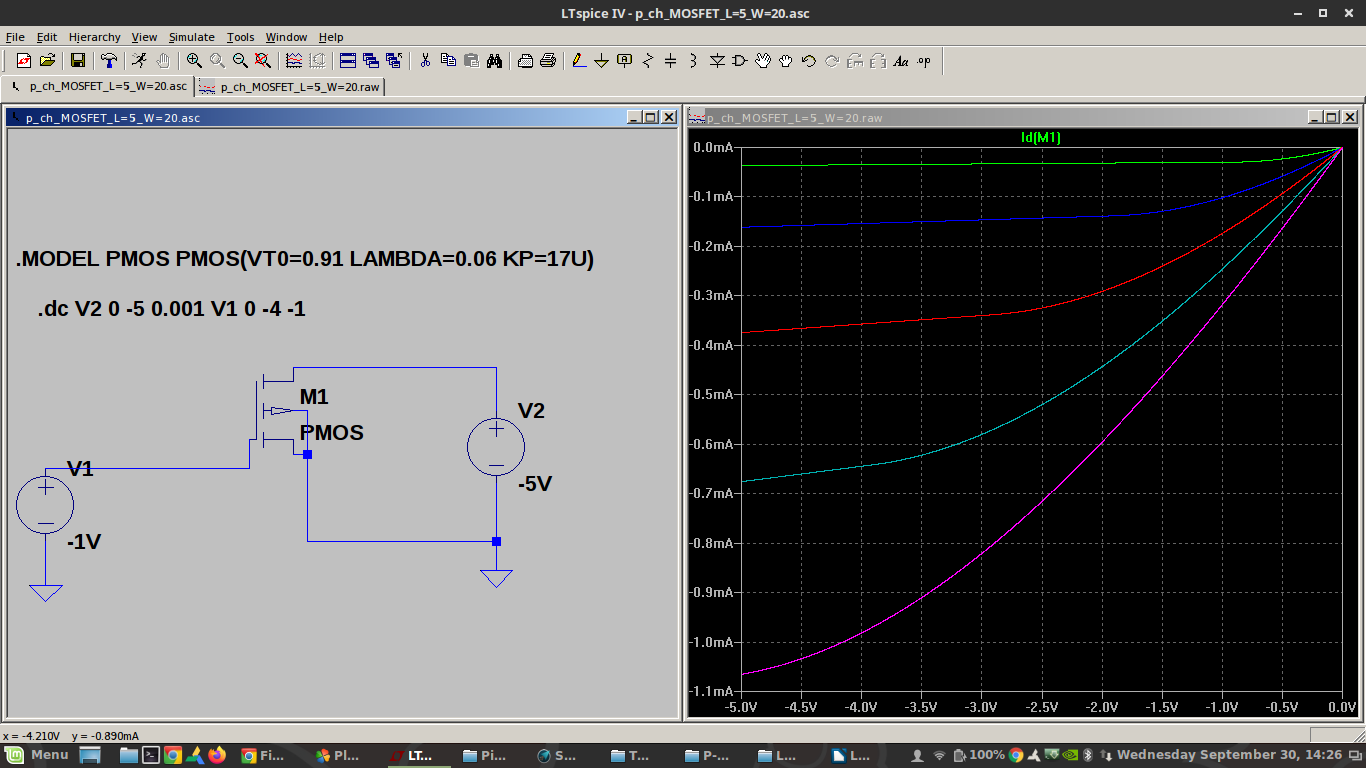 LTspice IV - p_ch_MOSFET_L=5_W=20.asc
File Edit Hierarchy View Simulate Tools Window Help
Aa .op
p_ch_MOSFET_L=5_W=20.asc
p_ch_MOSFET_L=5_W=20.raw
p_ch_MOSFET_L=5_W=20.asc
.MODEL PMOS PMOS(VT0=0.91 LAMBDA=0.06 KP=17U)
.dc V2 0 -5 0.001 V1 0 -4 -1
M1
PMOS
V2
-5V
V1
-1V
p_ch_MOSFET_L=5_W=20.raw
Id(M1)
0.0mA
-0.1mA
-0.2mA
-0.3mA
-0.4mA
-0.5mA
-0.6mA
-0.7mA
-0.8mA
-0.9mA
-1.0mA
-1.1mA
-5.0V -4.5V -4.0V -3.5V -3.0V -2.5V -2.0V -1.5V -1.0V -0.5V 0.0V
x = -4.210V y = -0.890mA
Menu Fi... Pl... LT... Pi... S... T... P-... L... L... 100% Wednesday September 30, 14:26